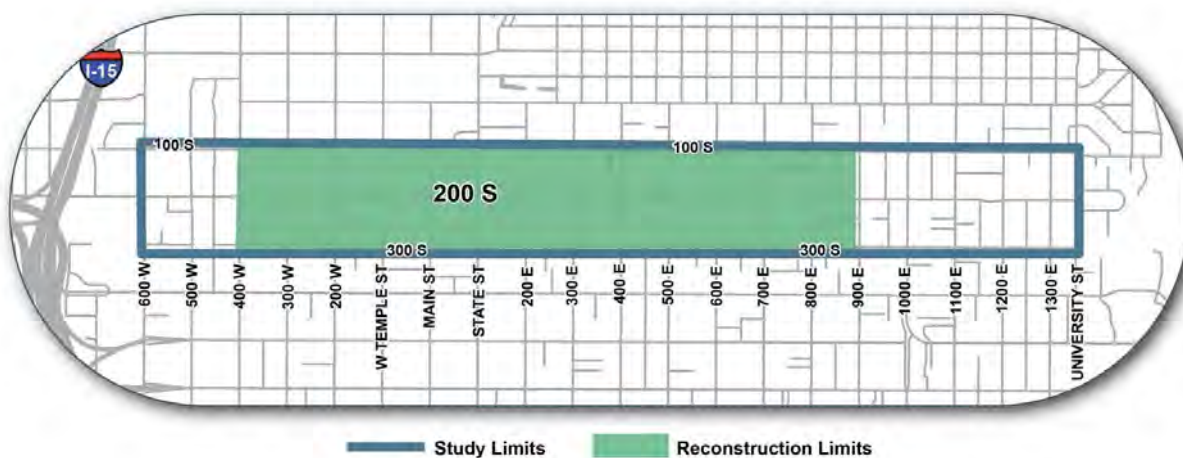 I-15
100 S
100 S
200 S
300 S
300 S
600 W
500 W
400 W
300 W
200 W
W-TEMPLE ST
MAIN ST
STATE ST
200 E
300 E
400 E
500 E
600 E
700 E
800 E
900 E
1000 E
1100 E
1200 E
1300 E
UNIVERSITY ST
Study Limits
Reconstruction Limits